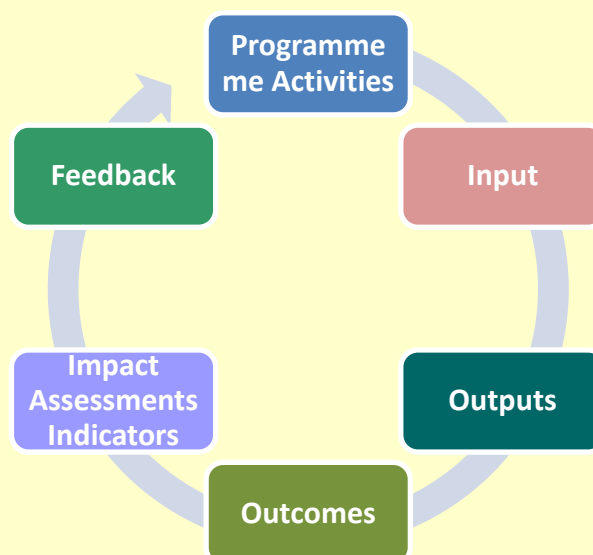 Programme
me Activities
Input
Outputs
Outcomes
Impact
Assessments
Indicators
Feedback